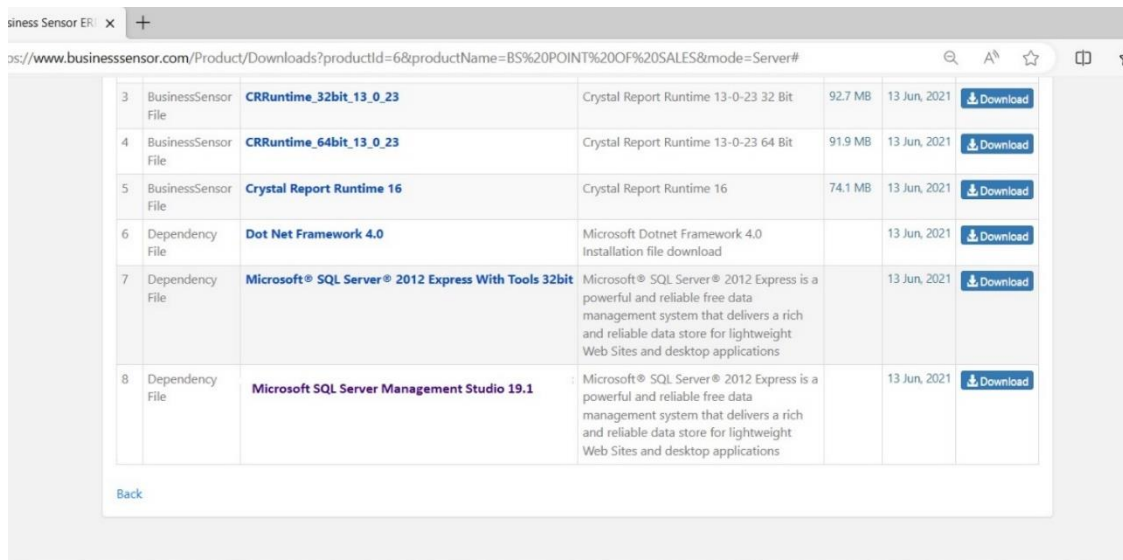 siness Sensor ER
os://www.businesssensor.com/Product/Downloads?productId=6&productName=BS%20POINT%20OF%20SALES&mode=Server#
3 BusinessSensor File CRRuntime_32bit_13_0_23 Crystal Report Runtime 13-0-23 32 Bit 92.7 MB 13 Jun, 2021 Download
4 BusinessSensor File CRRuntime_64bit_13_0_23 Crystal Report Runtime 13-0-23 64 Bit 91.9 MB 13 Jun, 2021 Download
5 BusinessSensor File Crystal Report Runtime 16 Crystal Report Runtime 16 74.1 MB 13 Jun, 2021 Download
6 Dependency Dot Net Framework 4.0 Microsoft Dotnet Framework 4.0 13 Jun, 2021 Download
File Installation file download
7 Dependency Microsoft® SQL Server® 2012 Express With Tools 32bit Microsoft® SQL Server® 2012 Express is a 13 Jun, 2021 Download
File powerful and reliable free data
management system that delivers a rich
and reliable data store for lightweight
Web Sites and desktop applications
8 Dependency Microsoft SQL Server Management Studio 19.1 Microsoft® SQL Server® 2012 Express is a 13 Jun, 2021 Download
File powerful and reliable free data
management system that delivers a rich
and reliable data store for lightweight
Web Sites and desktop applications
Back